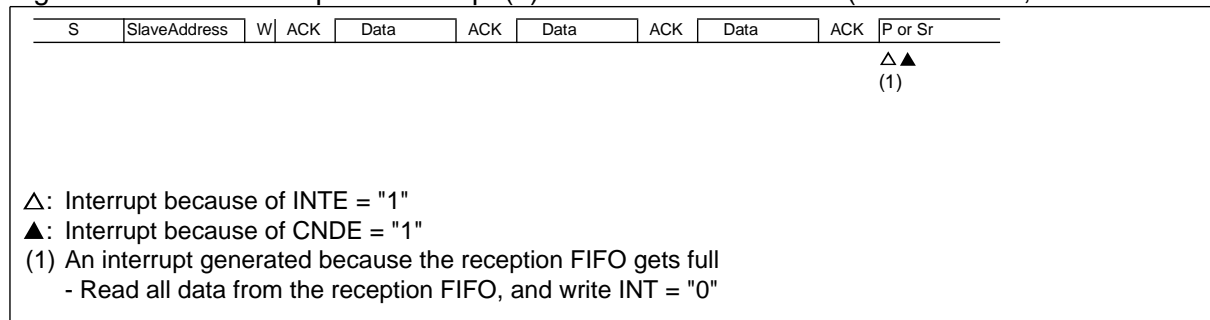 S SlaveAddress W ACK Data ACK Data ACK Data ACK P or Sr
△▲
(1)
△: Interrupt because of INTE = "1"
▲: Interrupt because of CNDE = "1"
(1) An interrupt generated because the reception FIFO gets full
- Read all data from the reception FIFO, and write INT = "0"